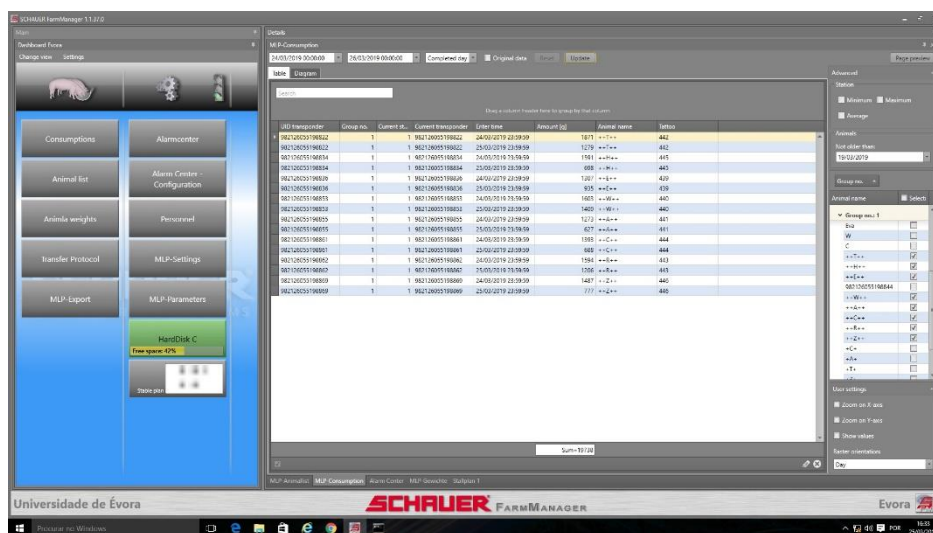 SCHAUER FarmManager 1.1.37.0
Main
Dashboard Evora
Change view Settings
Consumptions
Alarmcenter
Animal list
Alarm Center -
Configuration
Animla weights
Personnel
Transfer Protocol
MLP-Settings
MLP-Export
MLP-Parameters
HardDisk C
Free space: 42%
Stable plan
Details
MLP-Consumption
24/03/2019 00:00:00
26/03/2019 00:00:00
Completed day
Original data
Reset
Update
Page preview
Table Diagram
Search
Drag a column header here to group by that column
UID transponder Group no. Current st... Current transponder Enter time Amount [g] Animal name Tattoo
982126055198822 1 1 982126055198822 24/03/2019 23:59:59 1871 ++T++ 442
982126055198822 1 1 982126055198822 25/03/2019 23:59:59 1279 ++T++ 442
982126055198834 1 1 982126055198834 24/03/2019 23:59:59 1591 ++H++ 445
982126055198834 1 1 982126055198834 25/03/2019 23:59:59 698 ++H++ 445
982126055198836 1 1 982126055198836 24/03/2019 23:59:59 1387 ++E++ 439
982126055198836 1 1 982126055198836 25/03/2019 23:59:59 935 ++E++ 439
982126055198853 1 1 982126055198853 24/03/2019 23:59:59 1603 ++W++ 440
982126055198853 1 1 982126055198853 25/03/2019 23:59:59 1409 ++W++ 440
982126055198855 1 1 982126055198855 24/03/2019 23:59:59 1273 ++A++ 441
982126055198855 1 1 982126055198855 25/03/2019 23:59:59 627 ++A++ 441
982126055198861 1 1 982126055198861 24/03/2019 23:59:59 1393 ++C++ 444
982126055198861 1 1 982126055198861 25/03/2019 23:59:59 688 ++C++ 444
982126055198862 1 1 982126055198862 24/03/2019 23:59:59 1594 ++R++ 443
982126055198862 1 1 982126055198862 25/03/2019 23:59:59 1206 ++R++ 443
982126055198869 1 1 982126055198869 24/03/2019 23:59:59 1487 ++Z++ 446
982126055198869 1 1 982126055198869 25/03/2019 23:59:59 777 ++Z++ 446
Sum=19738
Advanced
Station
Minimum Maximum
Average
Animals
Not older than:
19/03/2019
Group no.
Animal name Select:
Group no.: 1
Eva
W
C
++T++
++H++
++E++
982126055198844
++W++
++A++
++C++
++R++
++Z++
+C+
+A+
+T+
User settings
Zoom on X-axis
Zoom on Y-axis
Show values
Raster orientation:
Day
MLP Animalist MLP Consumption Alarm Center MLP Gewichte Stallplan 1
Universidade de Évora
SCHAUER FARMMANAGER
Evora
Procurar no Windows
POR
16:33